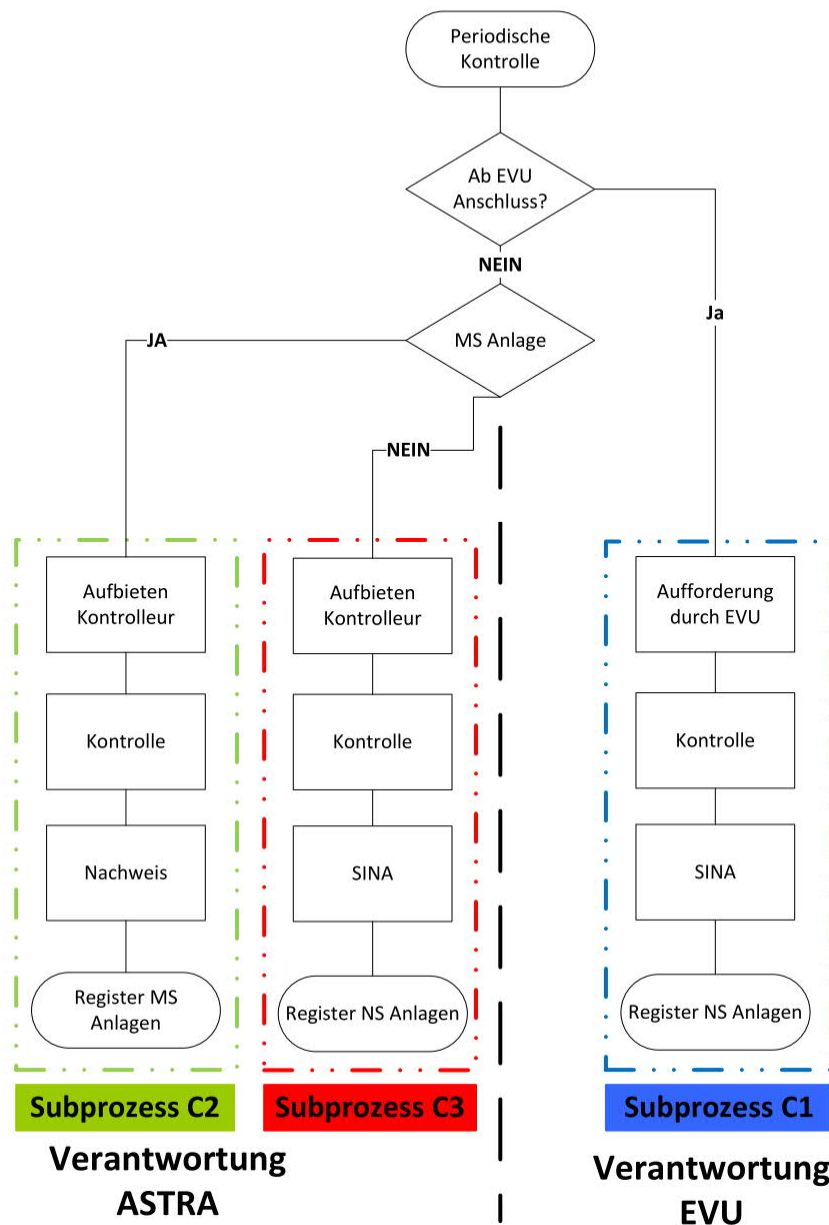 Periodische
Kontrolle
Ab EVU
Anschluss?
NEIN
Ja
MS Anlage
JA
NEIN
Aufbieten
Kontrolleur
Kontrolle
Nachweis
Register MS
Anlagen
Subprozess C2
Aufbieten
Kontrolleur
Kontrolle
SINA
Register NS Anlagen
Subprozess C3
Verantwortung
ASTRA
Aufforderung
durch EVU
Kontrolle
SINA
Register NS Anlagen
Subprozess C1
Verantwortung
EVU